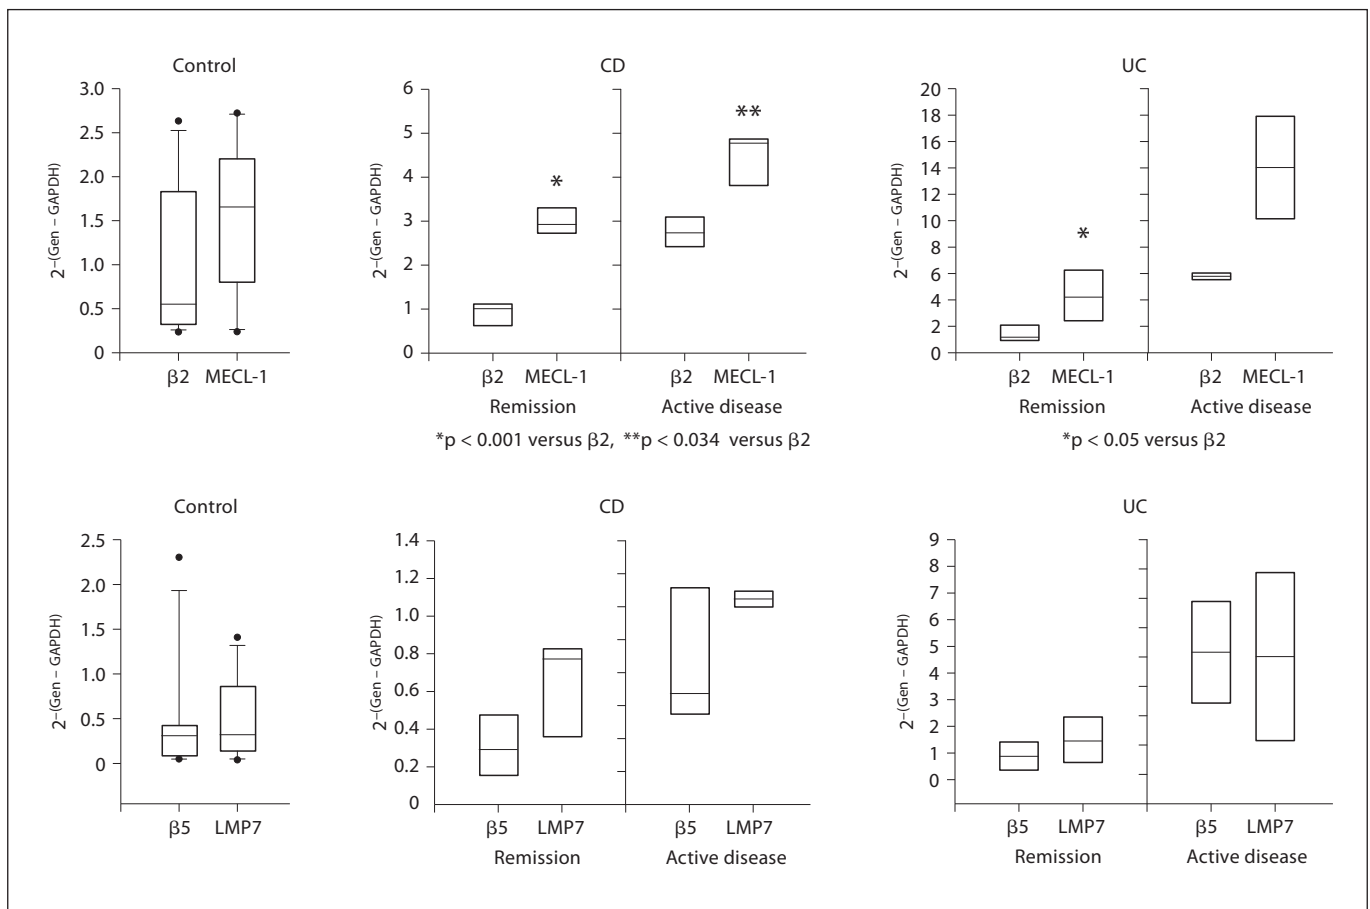 Control
CD
UC
3.0
2.5
2.0
1.5
1.0
0.5
0
2–(Gen – GAPDH)
β2 MECL-1
6
5
4
3
2
1
0
2–(Gen – GAPDH)
* **
β2 MECL-1 β2 MECL-1
Remission Active disease
*p < 0.001 versus β2, **p < 0.034 versus β2
20
18
16
14
12
10
8
6
4
2
0
2–(Gen – GAPDH)
*
β2 MECL-1 β2 MECL-1
Remission Active disease
*p < 0.05 versus β2
Control
CD
UC
2.5
2.0
1.5
1.0
0.5
0
2–(Gen – GAPDH)
β5 LMP7
1.4
1.2
1.0
0.8
0.6
0.4
0.2
0
2–(Gen – GAPDH)
β5 LMP7 β5 LMP7
Remission Active disease
9
8
7
6
5
4
3
2
1
0
2–(Gen – GAPDH)
β5 LMP7 β5 LMP7
Remission Active disease